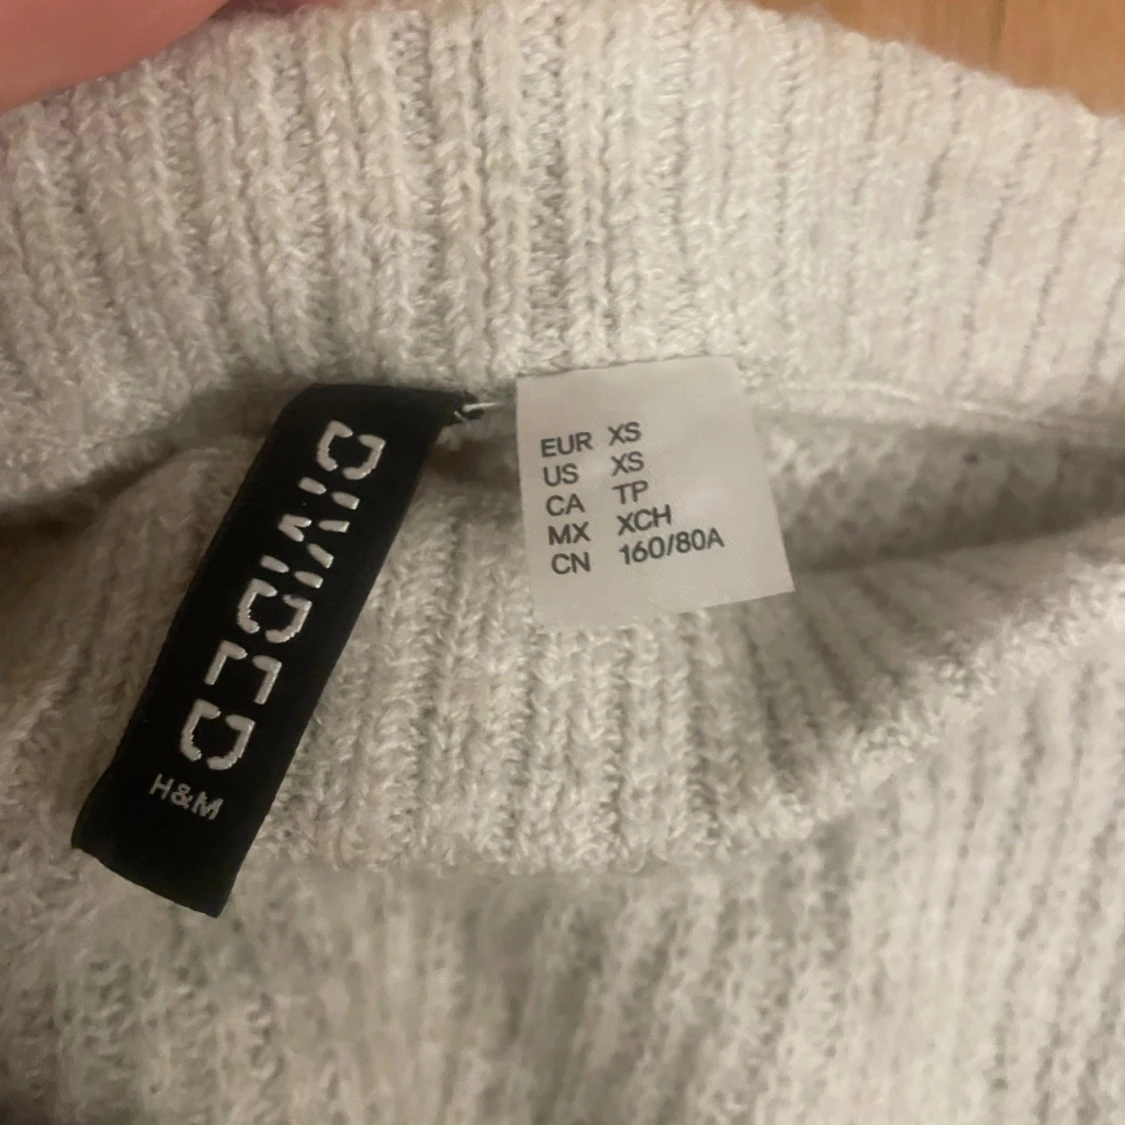 DIVIDED
H&M
EUR XS
US XS
CA TP
MX XCH
CN 160/80A